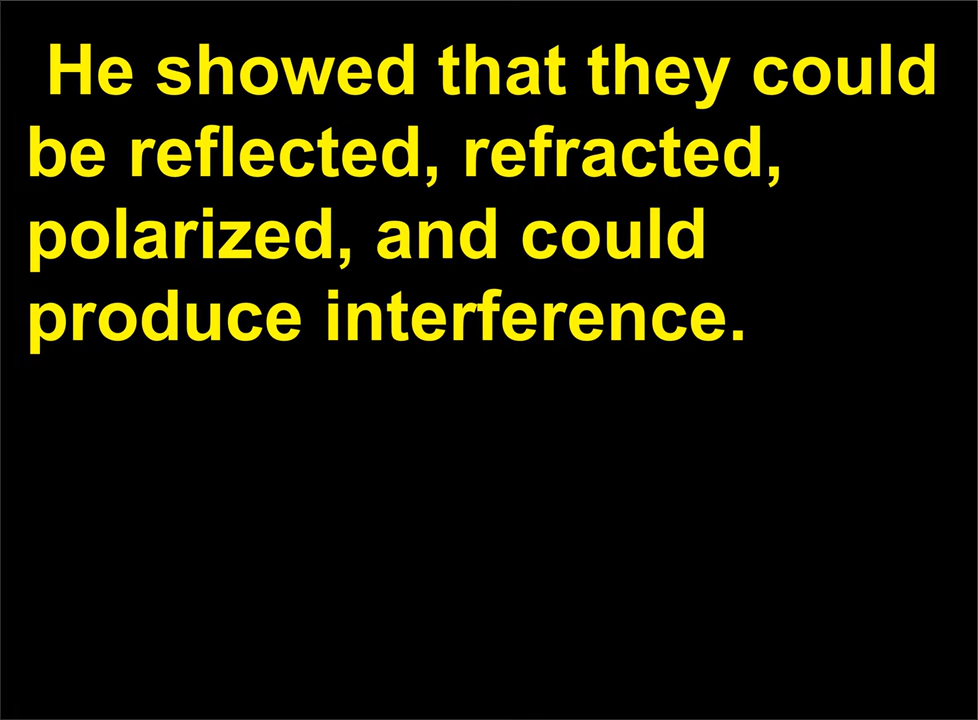 He showed that they could
be reflected, refracted,
polarized, and could
produce interference.